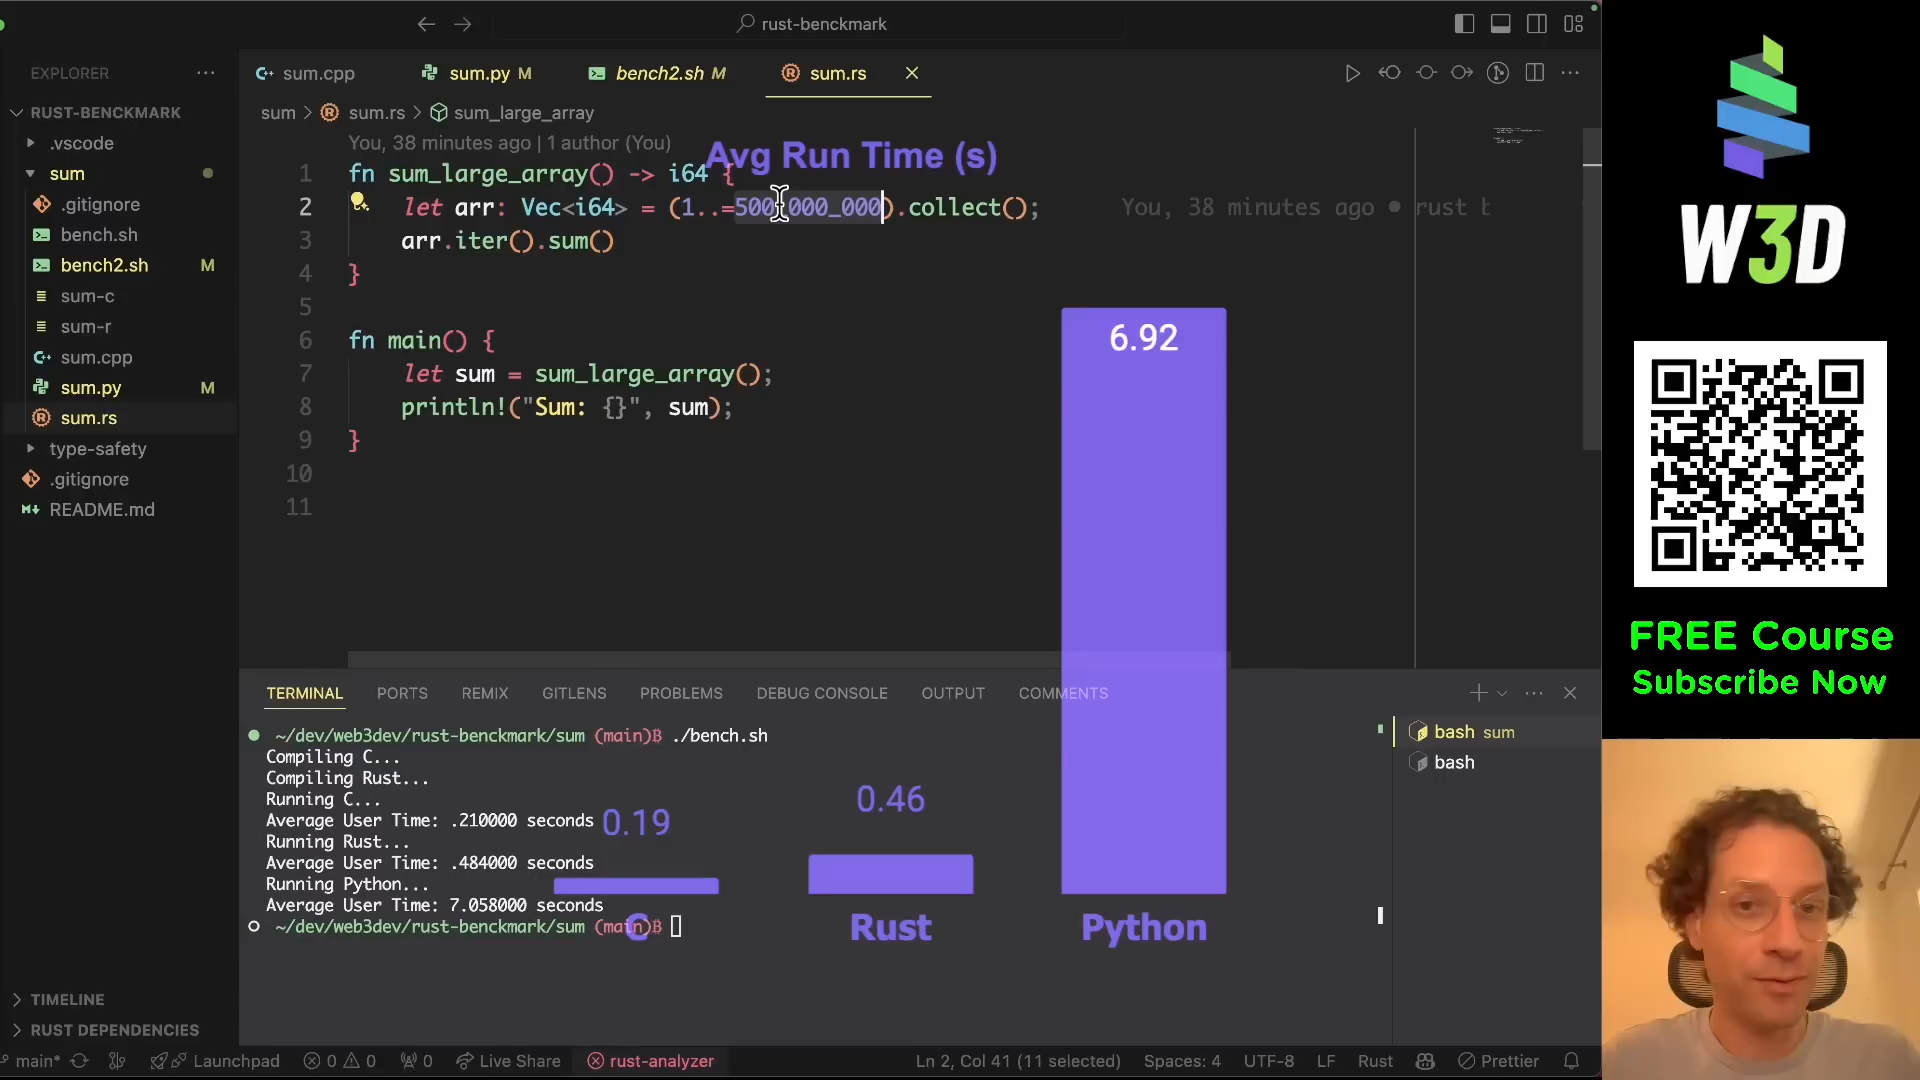 rust-benckmark
EXPLORER
RUST-BENCKMARK
.vscode
sum
.gitignore
bench.sh
bench2.sh M
sum-c
sum-r
sum.cpp
sum.py M
sum.rs
type-safety
.gitignore
README.md
TIMELINE
RUST DEPENDENCIES
sum.cpp
sum.py M
bench2.sh M
sum.rs
sum > sum.rs > sum_large_array
You, 38 minutes ago | 1 author (You)
1 fn sum_large_array() -> i64 {
2 let arr: Vec<i64> = (1..=500_000_000).collect(); You, 38 minutes ago • rust b
3 arr.iter().sum()
4 }
5
6 fn main() {
7 let sum = sum_large_array();
8 println!("Sum: {}", sum);
9 }
10
11
Avg Run Time (s)
0.19
0.46
6.92
C
Rust
Python
TERMINAL PORTS REMIX GITLENS PROBLEMS DEBUG CONSOLE OUTPUT COMMENTS
~/dev/web3dev/rust-benckmark/sum (main)₿ ./bench.sh
Compiling C...
Compiling Rust...
Running C...
Average User Time: .210000 seconds
Running Rust...
Average User Time: .484000 seconds
Running Python...
Average User Time: 7.058000 seconds
~/dev/web3dev/rust-benckmark/sum (main)₿
bash sum
bash
main* Launchpad 0 0 0 Live Share rust-analyzer Ln 2, Col 41 (11 selected) Spaces: 4 UTF-8 LF Rust Prettier
W3D
FREE Course
Subscribe Now